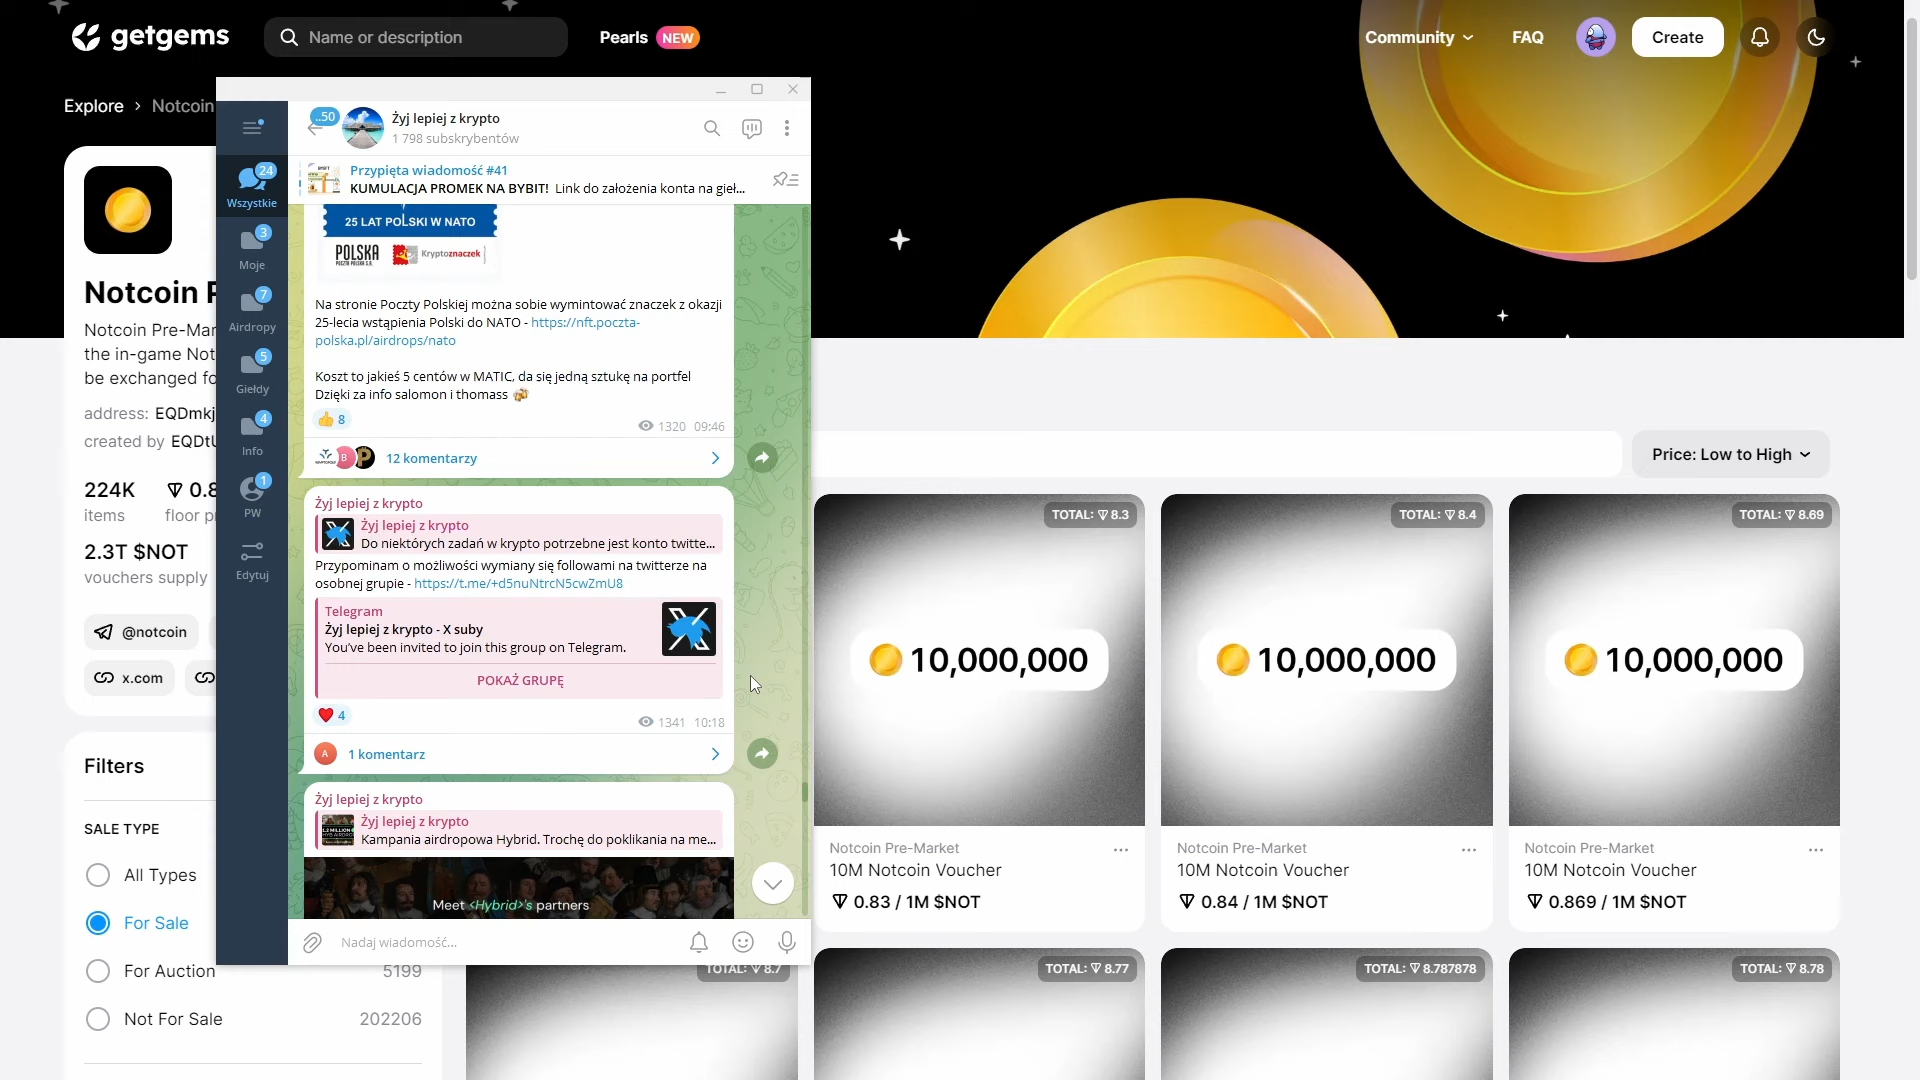 getgems
Name or description
Pearls NEW
Community
FAQ
Create
Explore > Notcoin
Notcoin
Notcoin Pre-Mar
the in-game Not
be exchanged fo
address: EQDmkj
created by EQDtU
224K
items
0.8
floor pr
2.3T $NOT
vouchers supply
@notcoin
x.com
Filters
SALE TYPE
All Types
For Sale
For Auction 5199
Not For Sale 202206
24
Wszystkie
3
Moje
7
Airdropy
5
Giełdy
4
Info
1
PW
Edytuj
..50
Żyj lepiej z krypto
1 798 subskrybentów
Przypięta wiadomość #41
KUMULACJA PROMEK NA BYBIT! Link do założenia konta na gieł...
25 LAT POLSKI W NATO
POLSKA
POCZTA POLSKA S.A.
Kryptoznaczek
Na stronie Poczty Polskiej można sobie wymintować znaczek z okazji
25-lecia wstąpienia Polski do NATO - https://nft.poczta-
polska.pl/airdrops/nato
Koszt to jakieś 5 centów w MATIC, da się jedną sztukę na portfel
Dzięki za info salomon i thomass
8
1320 09:46
B P
12 komentarzy
Żyj lepiej z krypto
Żyj lepiej z krypto
Do niektórych zadań w krypto potrzebne jest konto twitte...
Przypominam o możliwości wymiany się followami na twitterze na
osobnej grupie - https://t.me/+d5nuNtrcN5cwZmU8
Telegram
Żyj lepiej z krypto - X suby
You've been invited to join this group on Telegram.
POKAŻ GRUPĘ
4
1341 10:18
A
1 komentarz
Żyj lepiej z krypto
Żyj lepiej z krypto
Kampania airdropowa Hybrid. Trochę do poklikania na me...
Meet <Hybrid>'s partners
Nadaj wiadomość...
Price: Low to High
TOTAL: 8.3
10,000,000
Notcoin Pre-Market
10M Notcoin Voucher
0.83 / 1M $NOT
TOTAL: 8.4
10,000,000
Notcoin Pre-Market
10M Notcoin Voucher
0.84 / 1M $NOT
TOTAL: 8.69
10,000,000
Notcoin Pre-Market
10M Notcoin Voucher
0.869 / 1M $NOT
TOTAL: 8.7
TOTAL: 8.77
TOTAL: 8.787878
TOTAL: 8.78